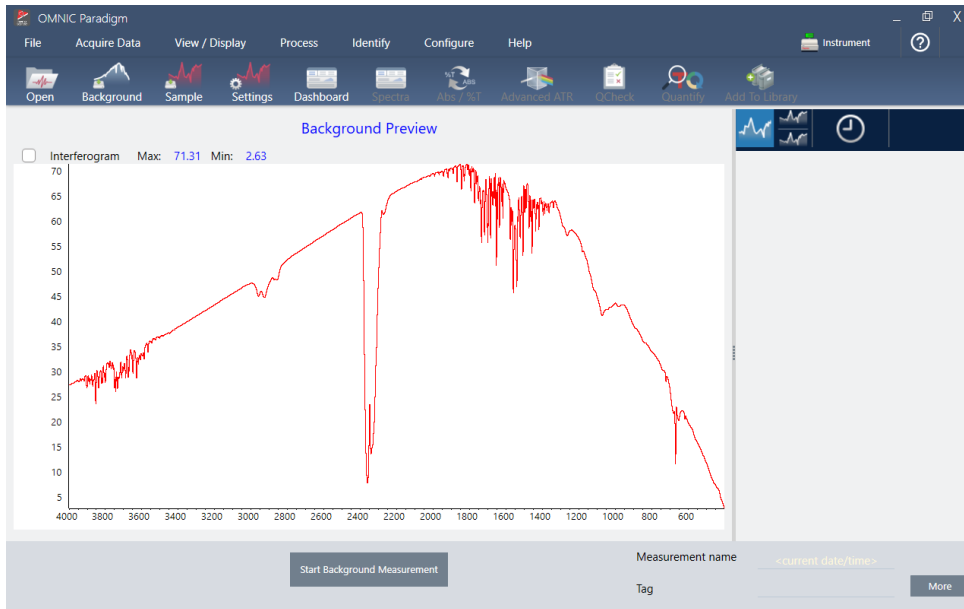 OMNIC Paradigm
File Acquire Data View / Display Process Identify Configure Help Instrument
Open Background Sample Settings Dashboard Spectra Abs / %T Advanced ATR QCheck Quantify Add To Library
%T ABS
Background Preview
Interferogram Max: 71.31 Min: 2.63
70
65
60
55
50
45
40
35
30
25
20
15
10
5
4000 3800 3600 3400 3200 3000 2800 2600 2400 2200 2000 1800 1600 1400 1200 1000 800 600
Start Background Measurement
Measurement name <current date/time>
Tag
More